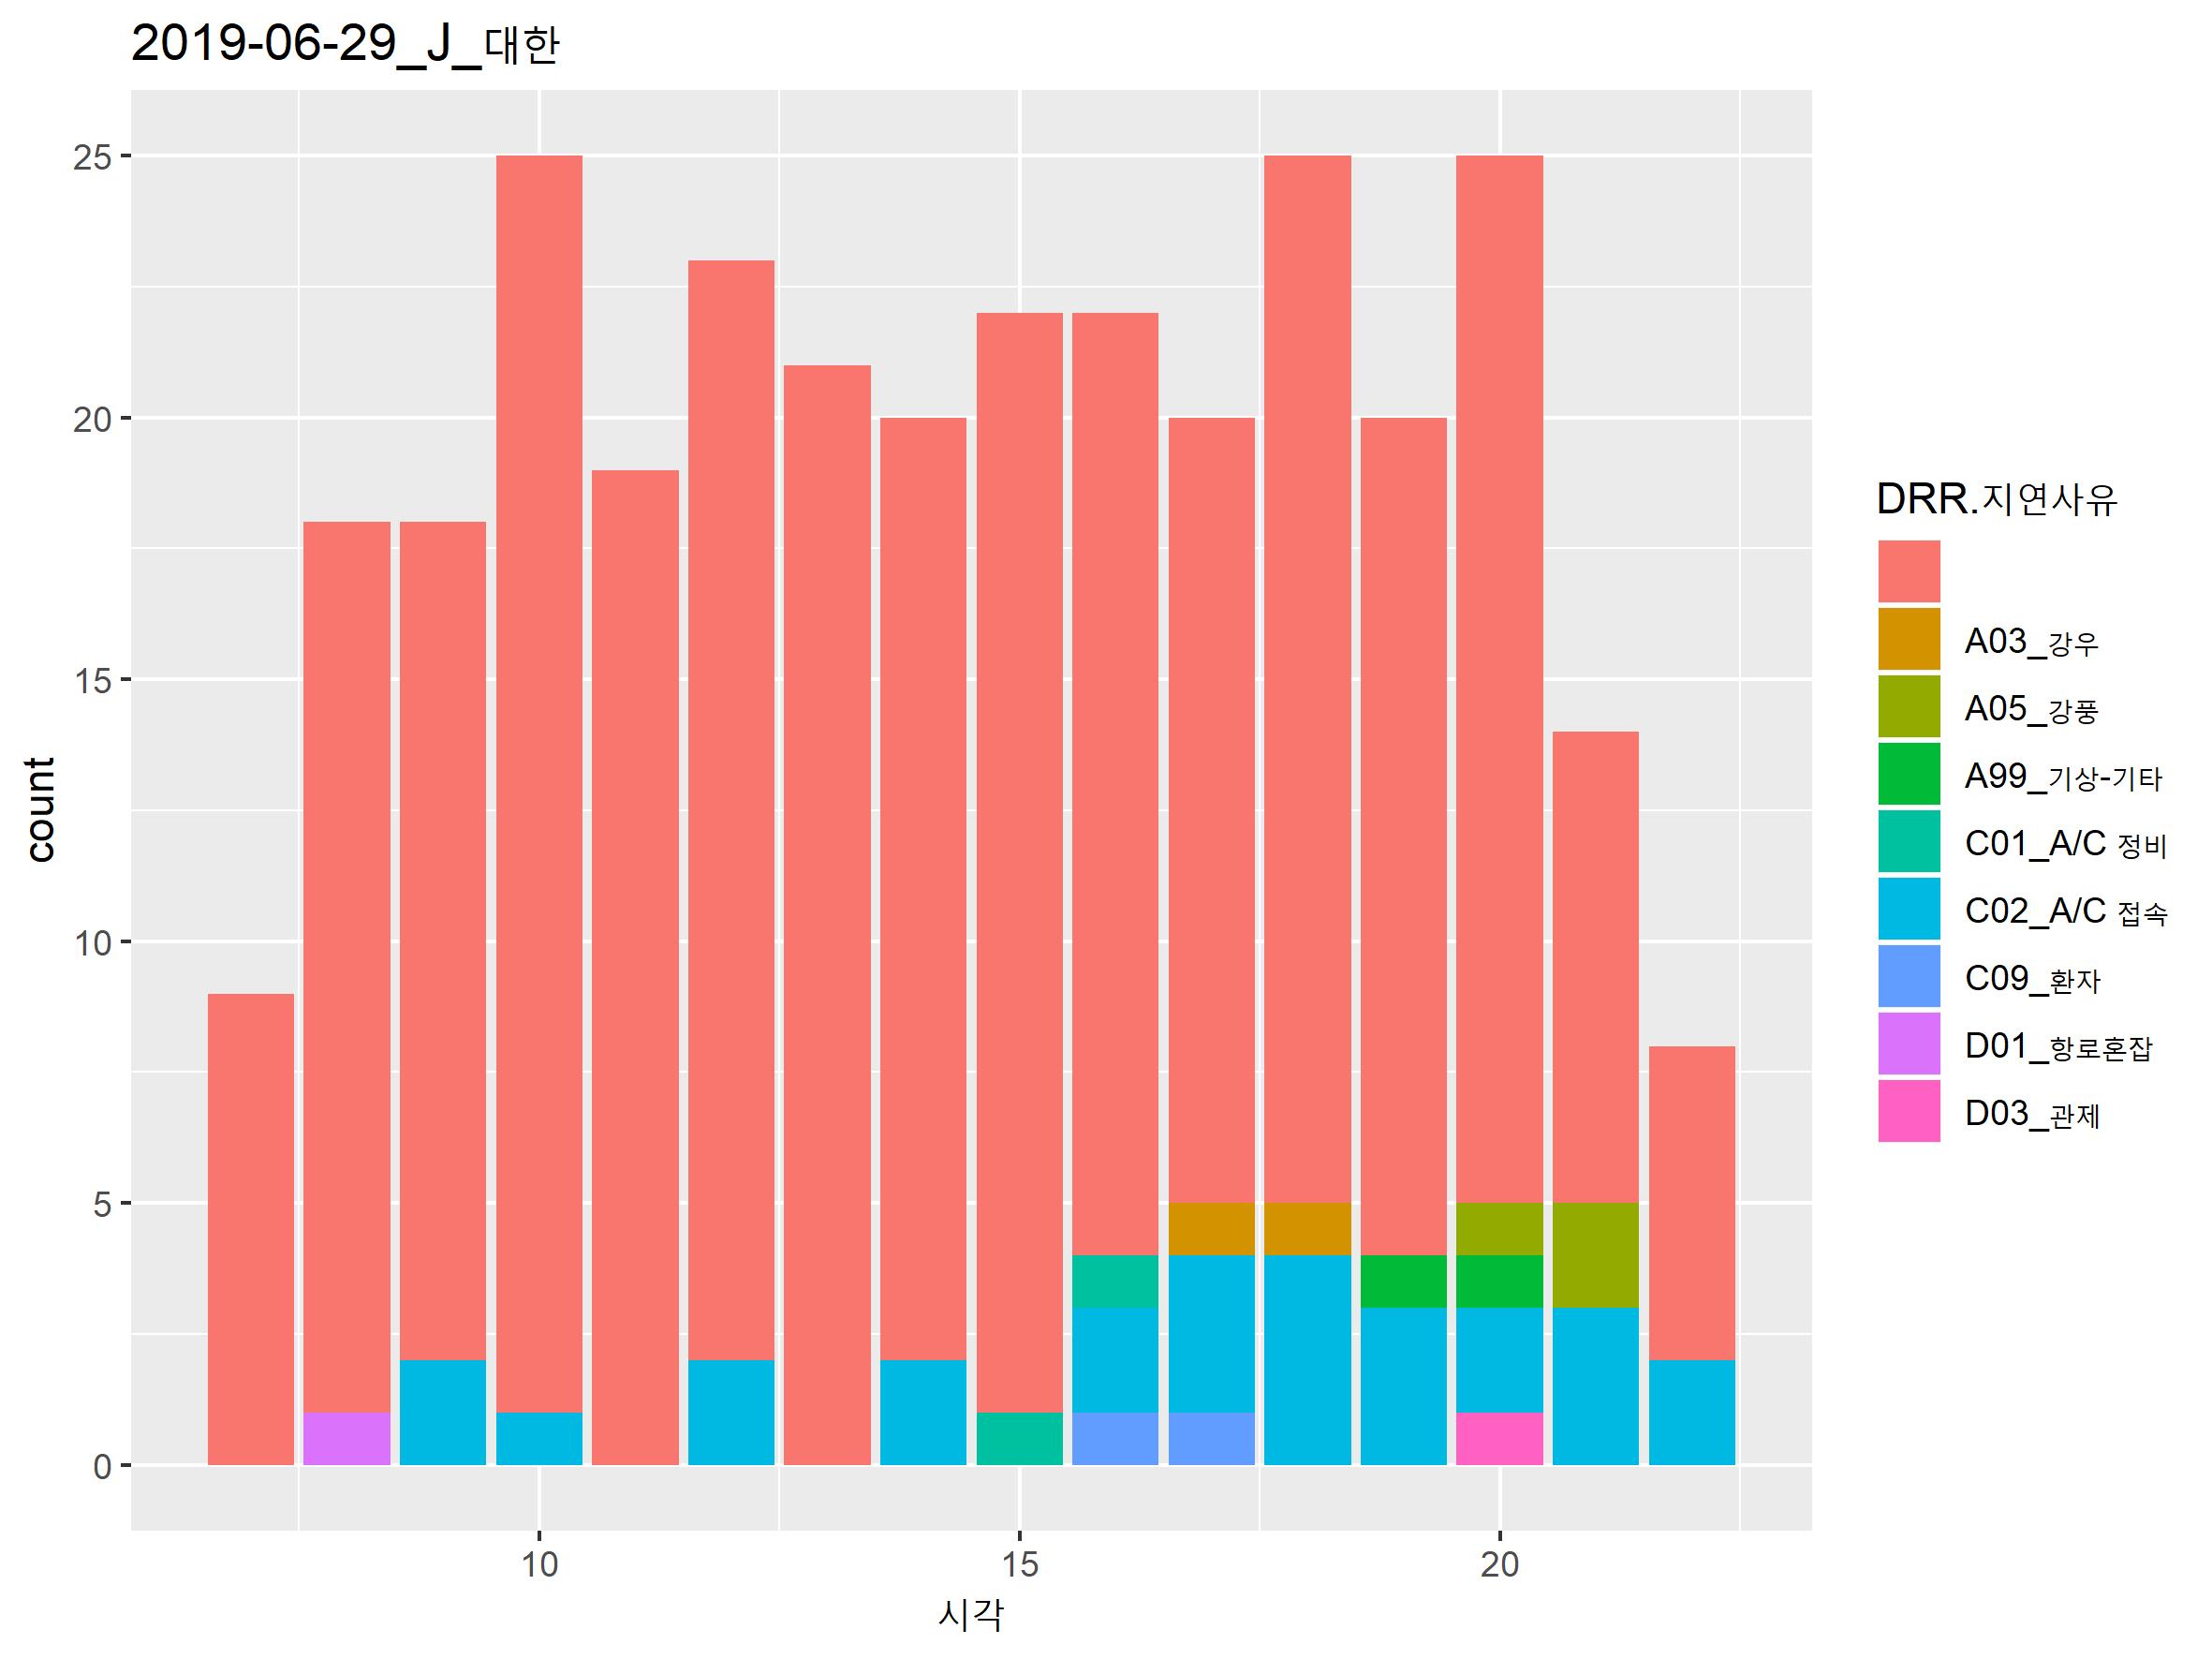 2019-06-29_J_대한
25
20
15
10
5
0
count
10
15
20
시각
DRR.지연사유
A03_강우
A05_강풍
A99_기상-기타
C01_A/C 정비
C02_A/C 접속
C09_환자
D01_항로혼잡
D03_관제